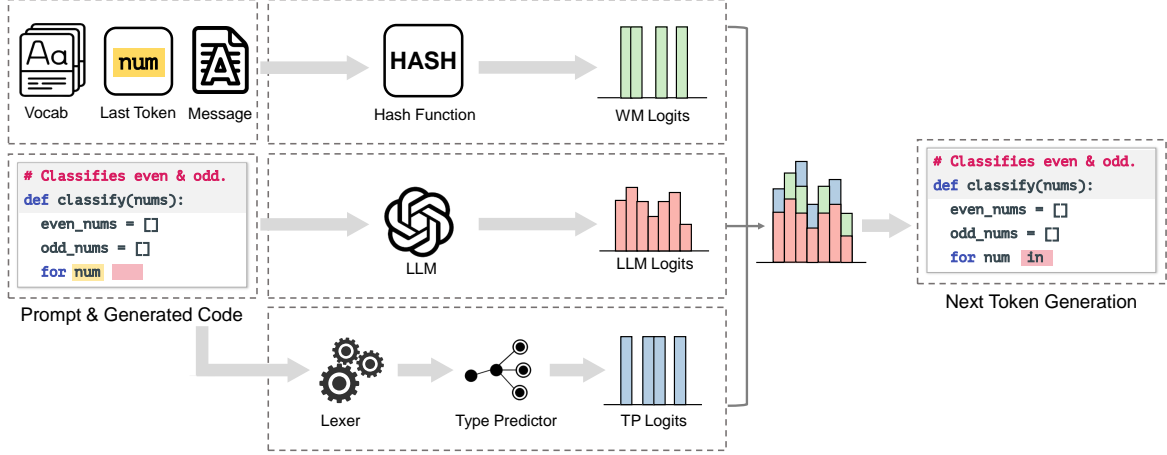 Aa
num
A
Vocab
Last Token
Message
HASH
Hash Function
WM Logits
# Classifies even & odd.
def classify(nums):
even_nums = []
odd_nums = []
for num
Prompt & Generated Code
LLM
LLM Logits
Lexer
Type Predictor
TP Logits
# Classifies even & odd.
def classify(nums):
even_nums = []
odd_nums = []
for num in
Next Token Generation